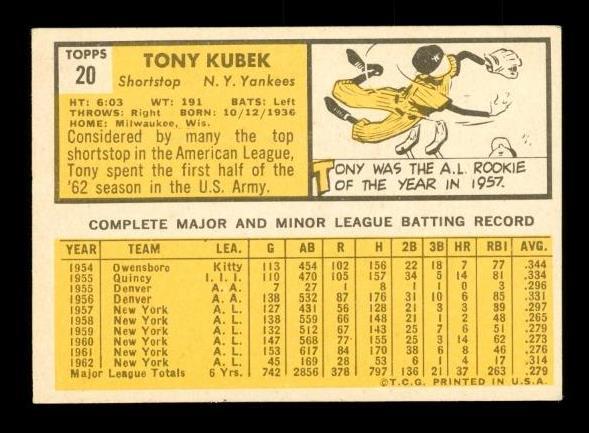 TOPPS
20
TONY KUBEK
Shortstop N. Y. Yankees
HT: 6:03 WT: 191 BATS: Left
THROWS: Right BORN: 10/12/1936
HOME: Milwaukee, Wis.
Considered by many the top
shortstop in the American League,
Tony spent the first half of the
'62 season in the U.S. Army.
TONY WAS THE A.L. ROOKIE
OF THE YEAR IN 1957.
COMPLETE MAJOR AND MINOR LEAGUE BATTING RECORD
YEAR TEAM LEA. G AB R H 2B 3B HR RBI AVG.
1954 Owensboro Kitty 113 454 102 156 22 18 7 77 .344
1955 Quincy I. I. I. 110 470 105 157 34 5 14 81 .334
1955 Denver A. A. 7 27 1 8 1 1 0 3 .296
1956 Denver A. A. 138 532 87 176 31 10 6 85 .331
1957 New York A. L. 127 431 56 128 21 3 3 39 .297
1958 New York A. L. 138 559 66 148 21 1 2 48 .265
1959 New York A. L. 132 512 67 143 25 7 6 51 .279
1960 New York A. L. 147 568 77 155 25 3 14 62 .273
1961 New York A. L. 153 617 84 170 38 6 8 46 .276
1962 New York A. L. 45 169 28 53 6 1 4 17 .314
Major League Totals 6 Yrs. 742 2856 378 797 136 21 37 263 .279
©T.C.G. PRINTED IN U.S.A.